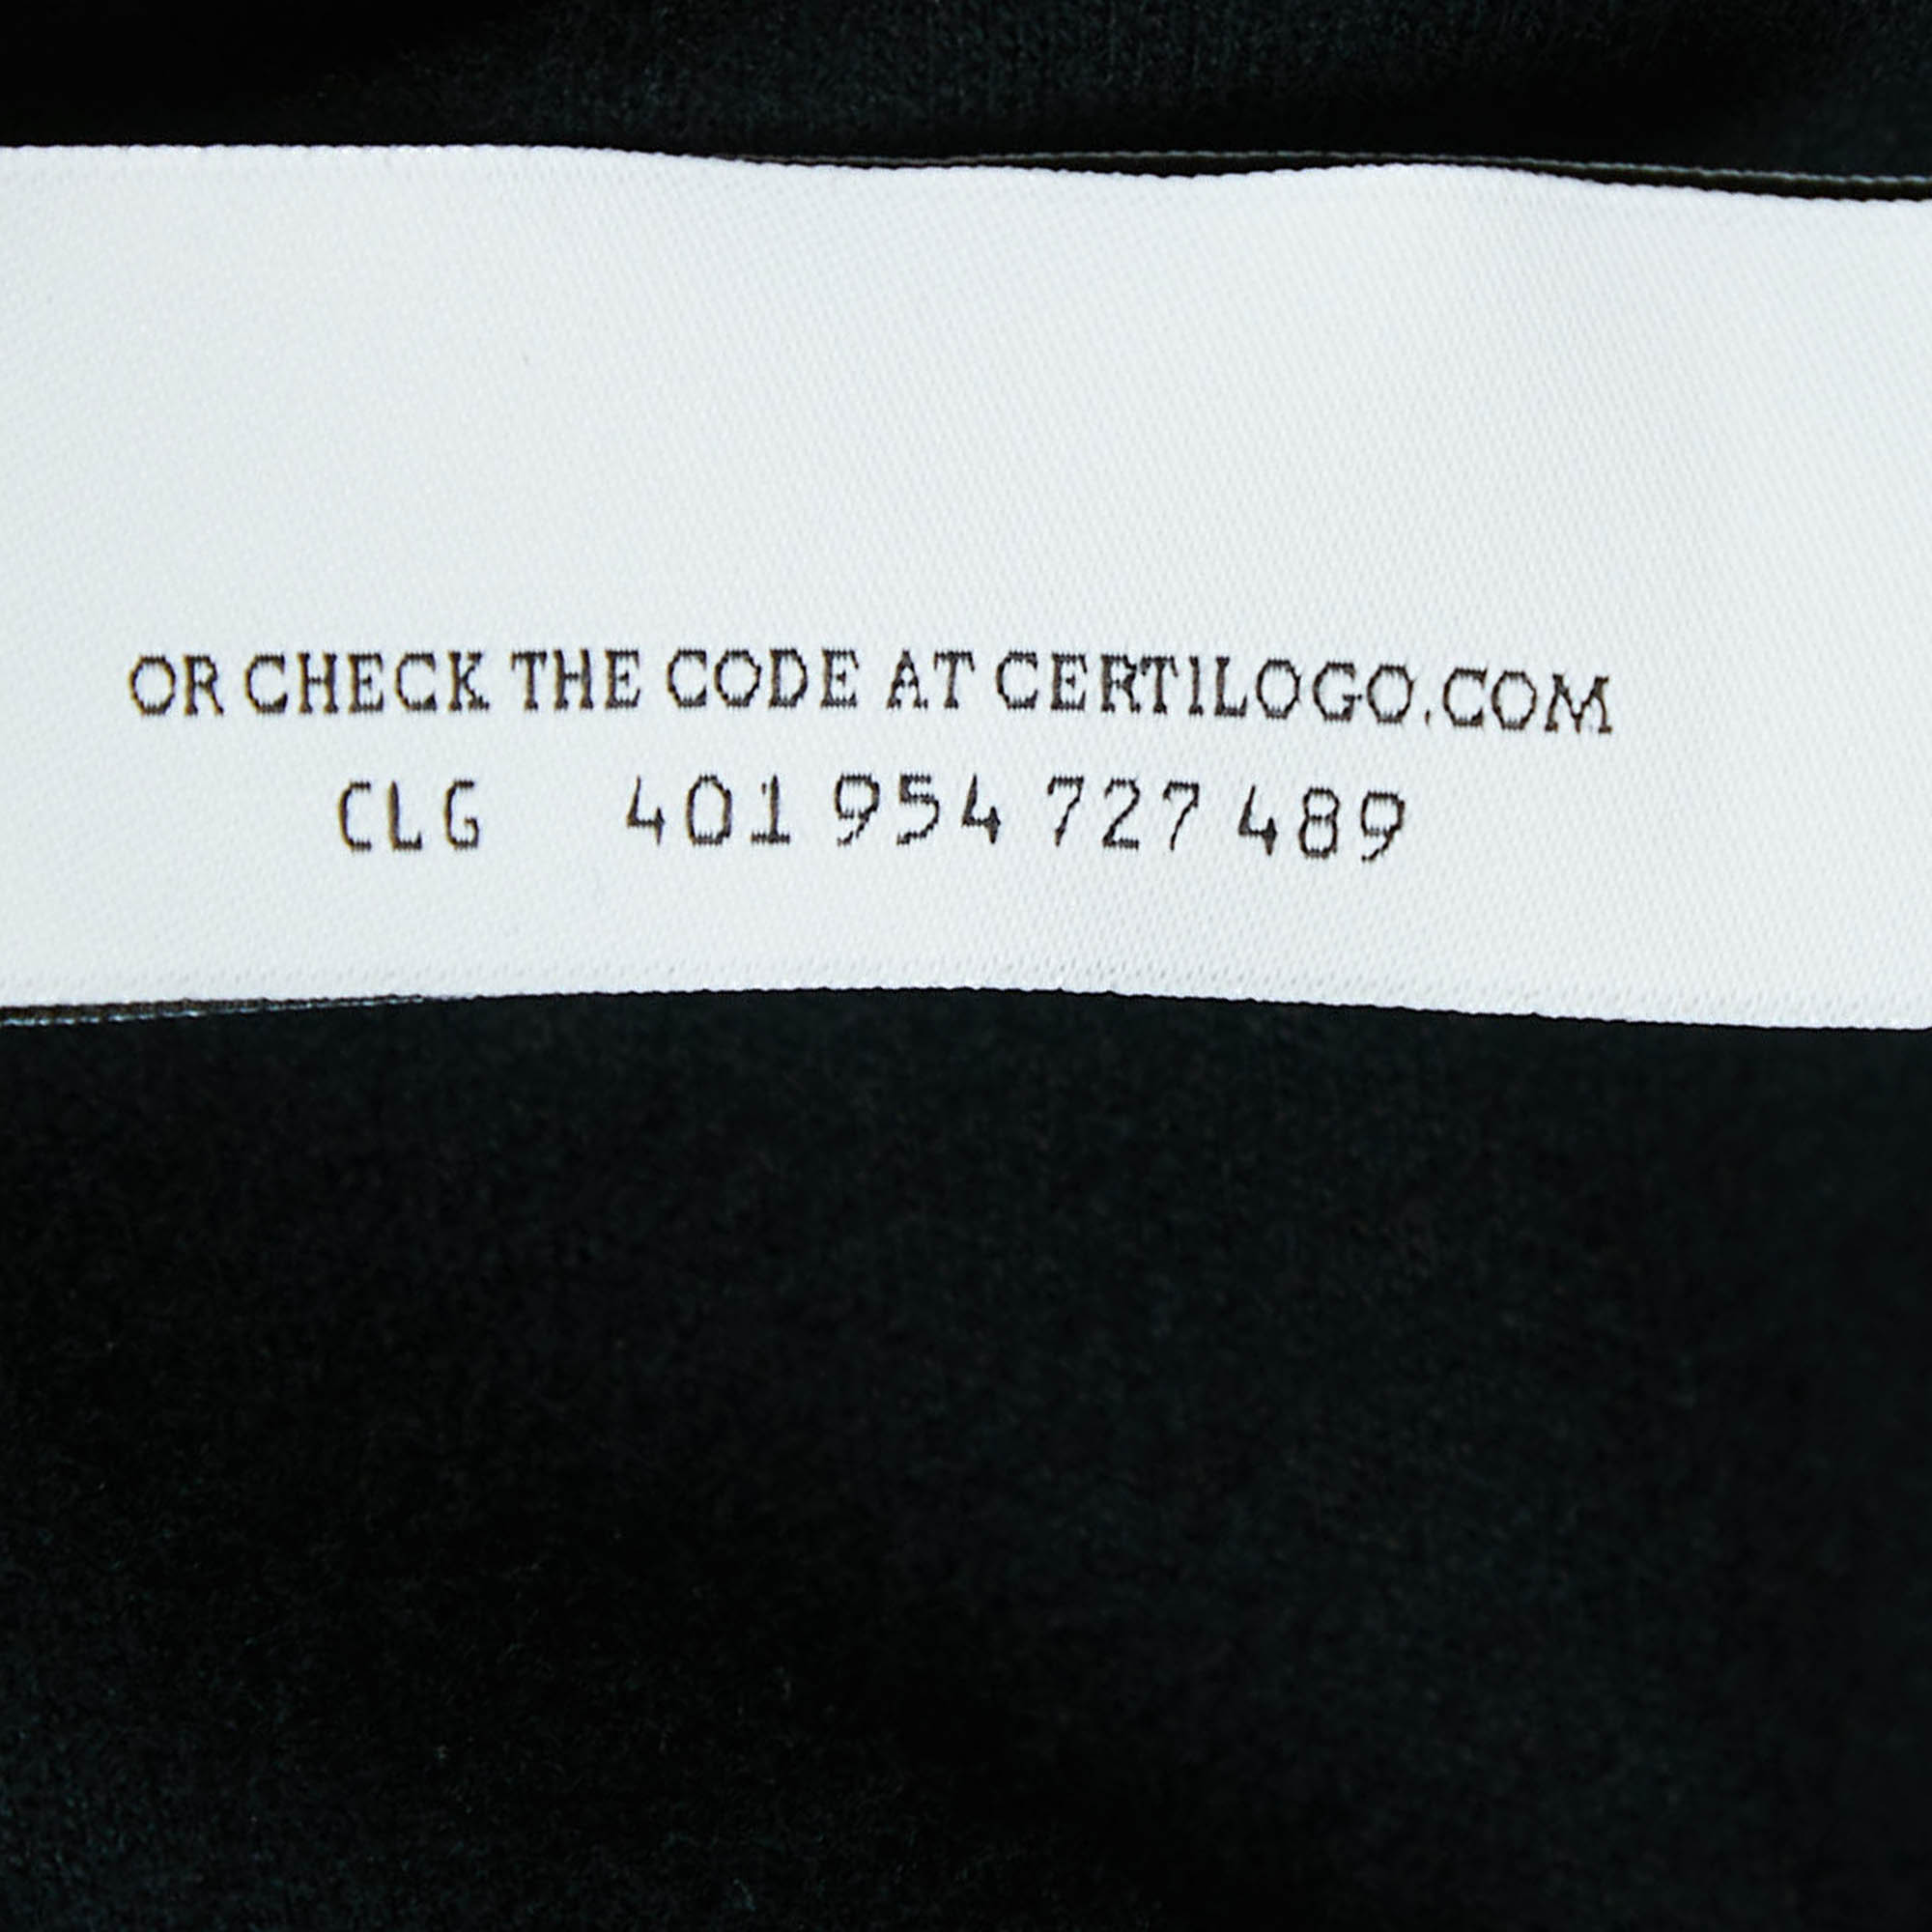 OR CHECK THE CODE AT CERTILOGO.COM
CLG 401 954 727 489